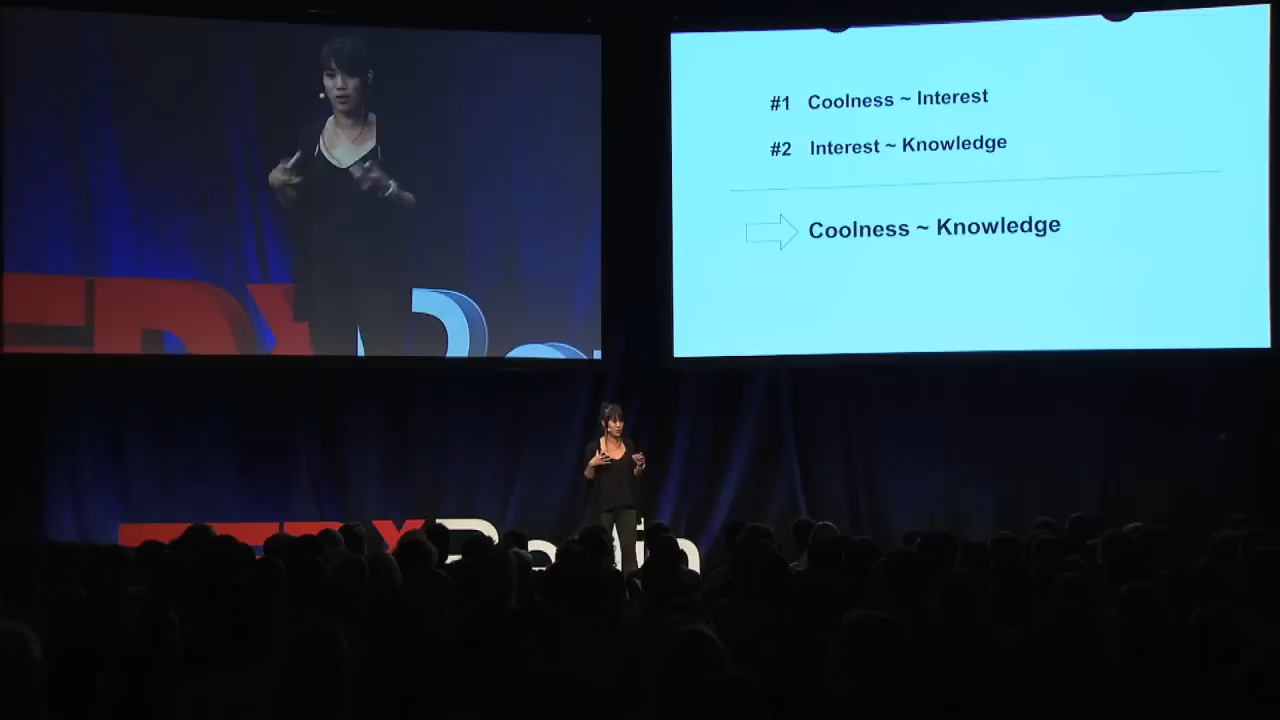 #1 Coolness ~ Interest
#2 Interest ~ Knowledge
Coolness ~ Knowledge